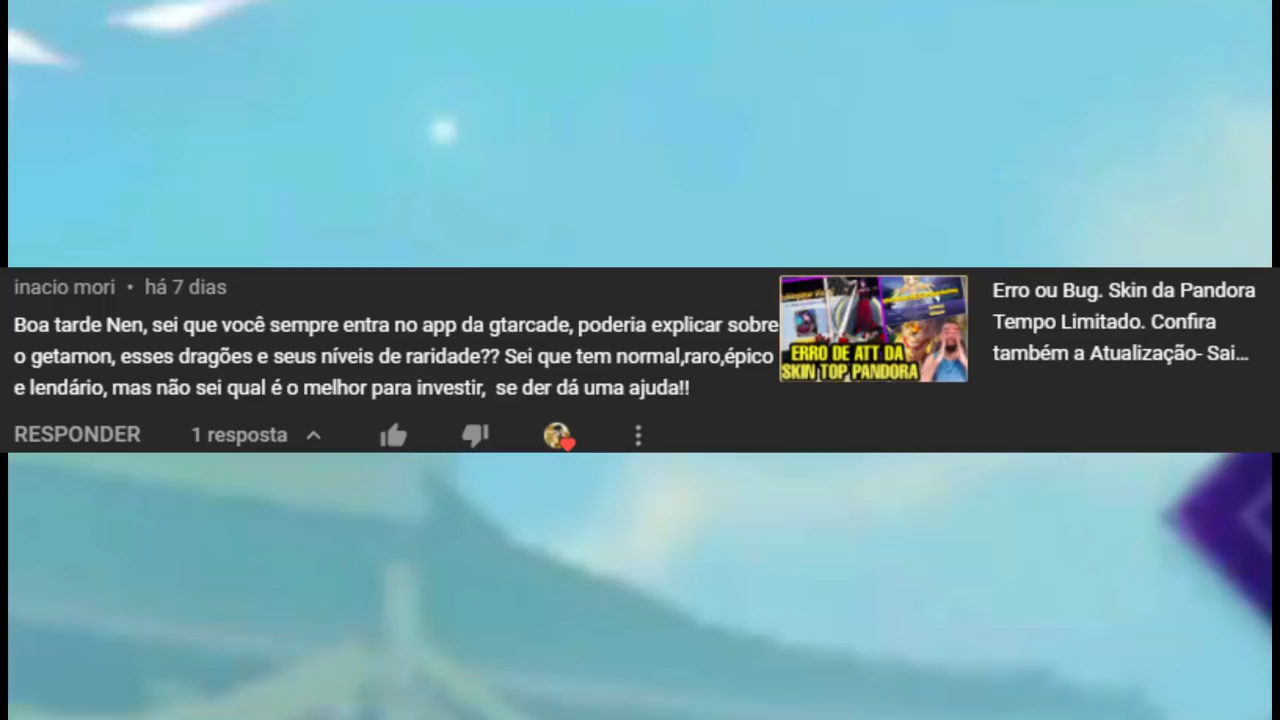 inacio mori • há 7 dias
Boa tarde Nen, sei que você sempre entra no app da gtarcade, poderia explicar sobre
o getamon, esses dragões e seus níveis de raridade?? Sei que tem normal,raro,épico
e lendário, mas não sei qual é o melhor para investir, se der dá uma ajuda!!
RESPONDER 1 resposta
ERRO DE ATT DA
SKIN TOP PANDORA
Erro ou Bug. Skin da Pandora
Tempo Limitado. Confira
também a Atualização- Sai...